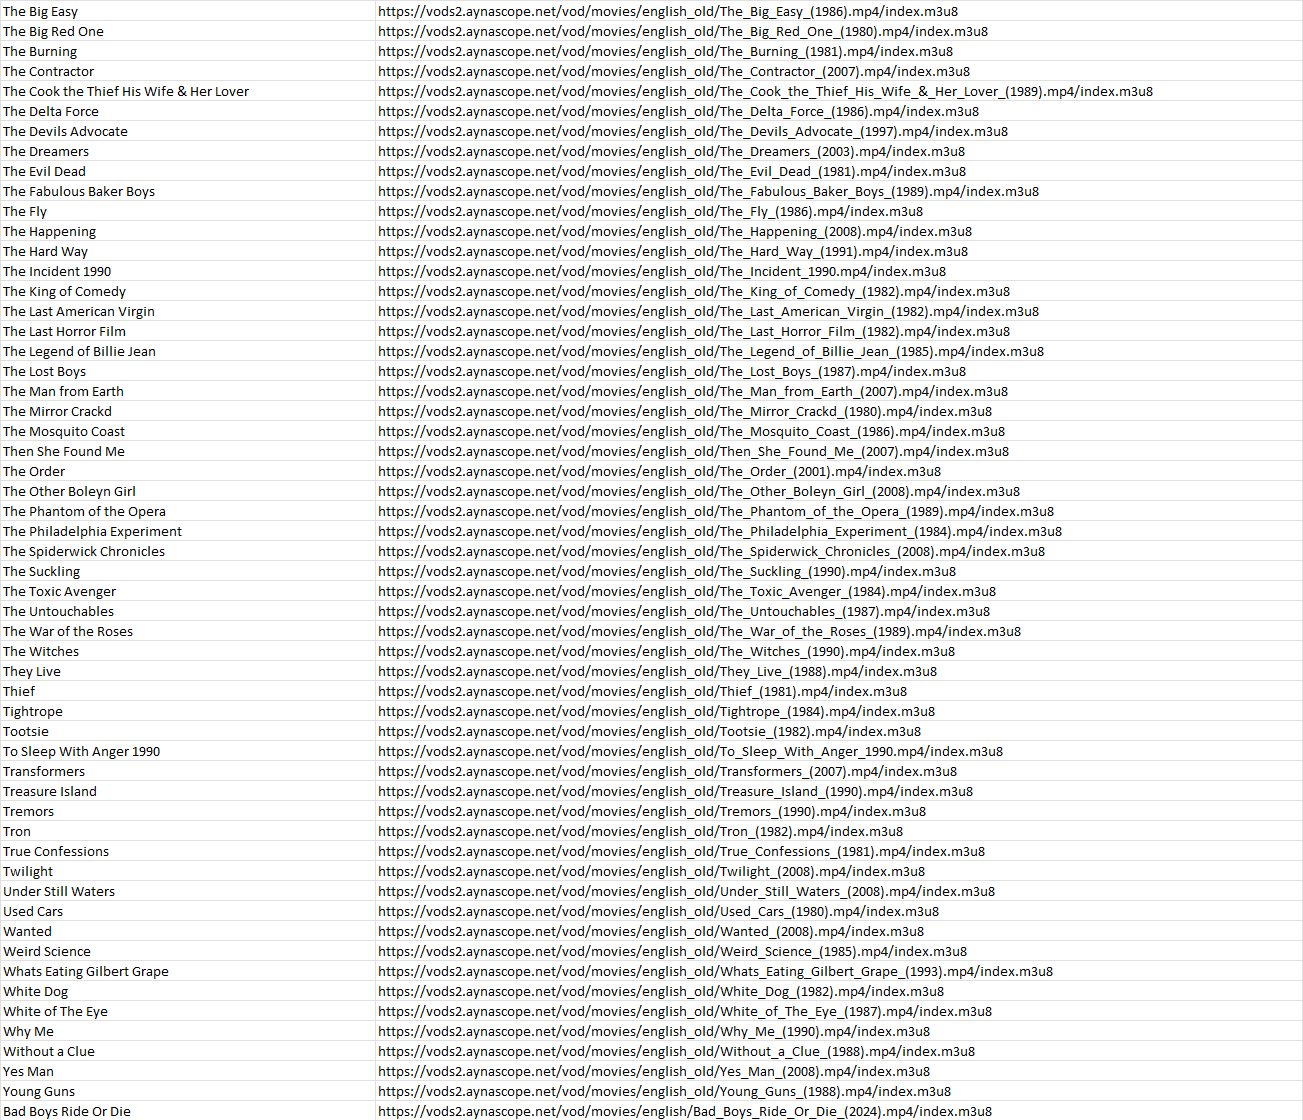 The Big Easy https://vods2.aynascope.net/vod/movies/english_old/The_Big_Easy_(1986).mp4/index.m3u8
The Big Red One https://vods2.aynascope.net/vod/movies/english_old/The_Big_Red_One_(1980).mp4/index.m3u8
The Burning https://vods2.aynascope.net/vod/movies/english_old/The_Burning_(1981).mp4/index.m3u8
The Contractor https://vods2.aynascope.net/vod/movies/english_old/The_Contractor_(2007).mp4/index.m3u8
The Cook the Thief His Wife & Her Lover https://vods2.aynascope.net/vod/movies/english_old/The_Cook_the_Thief_His_Wife_&_Her_Lover_(1989).mp4/index.m3u8
The Delta Force https://vods2.aynascope.net/vod/movies/english_old/The_Delta_Force_(1986).mp4/index.m3u8
The Devils Advocate https://vods2.aynascope.net/vod/movies/english_old/The_Devils_Advocate_(1997).mp4/index.m3u8
The Dreamers https://vods2.aynascope.net/vod/movies/english_old/The_Dreamers_(2003).mp4/index.m3u8
The Evil Dead https://vods2.aynascope.net/vod/movies/english_old/The_Evil_Dead_(1981).mp4/index.m3u8
The Fabulous Baker Boys https://vods2.aynascope.net/vod/movies/english_old/The_Fabulous_Baker_Boys_(1989).mp4/index.m3u8
The Fly https://vods2.aynascope.net/vod/movies/english_old/The_Fly_(1986).mp4/index.m3u8
The Happening https://vods2.aynascope.net/vod/movies/english_old/The_Happening_(2008).mp4/index.m3u8
The Hard Way https://vods2.aynascope.net/vod/movies/english_old/The_Hard_Way_(1991).mp4/index.m3u8
The Incident 1990 https://vods2.aynascope.net/vod/movies/english_old/The_Incident_1990.mp4/index.m3u8
The King of Comedy https://vods2.aynascope.net/vod/movies/english_old/The_King_of_Comedy_(1982).mp4/index.m3u8
The Last American Virgin https://vods2.aynascope.net/vod/movies/english_old/The_Last_American_Virgin_(1982).mp4/index.m3u8
The Last Horror Film https://vods2.aynascope.net/vod/movies/english_old/The_Last_Horror_Film_(1982).mp4/index.m3u8
The Legend of Billie Jean https://vods2.aynascope.net/vod/movies/english_old/The_Legend_of_Billie_Jean_(1985).mp4/index.m3u8
The Lost Boys https://vods2.aynascope.net/vod/movies/english_old/The_Lost_Boys_(1987).mp4/index.m3u8
The Man from Earth https://vods2.aynascope.net/vod/movies/english_old/The_Man_from_Earth_(2007).mp4/index.m3u8
The Mirror Crackd https://vods2.aynascope.net/vod/movies/english_old/The_Mirror_Crackd_(1980).mp4/index.m3u8
The Mosquito Coast https://vods2.aynascope.net/vod/movies/english_old/The_Mosquito_Coast_(1986).mp4/index.m3u8
Then She Found Me https://vods2.aynascope.net/vod/movies/english_old/Then_She_Found_Me_(2007).mp4/index.m3u8
The Order https://vods2.aynascope.net/vod/movies/english_old/The_Order_(2001).mp4/index.m3u8
The Other Boleyn Girl https://vods2.aynascope.net/vod/movies/english_old/The_Other_Boleyn_Girl_(2008).mp4/index.m3u8
The Phantom of the Opera https://vods2.aynascope.net/vod/movies/english_old/The_Phantom_of_the_Opera_(1989).mp4/index.m3u8
The Philadelphia Experiment https://vods2.aynascope.net/vod/movies/english_old/The_Philadelphia_Experiment_(1984).mp4/index.m3u8
The Spiderwick Chronicles https://vods2.aynascope.net/vod/movies/english_old/The_Spiderwick_Chronicles_(2008).mp4/index.m3u8
The Suckling https://vods2.aynascope.net/vod/movies/english_old/The_Suckling_(1990).mp4/index.m3u8
The Toxic Avenger https://vods2.aynascope.net/vod/movies/english_old/The_Toxic_Avenger_(1984).mp4/index.m3u8
The Untouchables https://vods2.aynascope.net/vod/movies/english_old/The_Untouchables_(1987).mp4/index.m3u8
The War of the Roses https://vods2.aynascope.net/vod/movies/english_old/The_War_of_the_Roses_(1989).mp4/index.m3u8
The Witches https://vods2.aynascope.net/vod/movies/english_old/The_Witches_(1990).mp4/index.m3u8
They Live https://vods2.aynascope.net/vod/movies/english_old/They_Live_(1988).mp4/index.m3u8
Thief https://vods2.aynascope.net/vod/movies/english_old/Thief_(1981).mp4/index.m3u8
Tightrope https://vods2.aynascope.net/vod/movies/english_old/Tightrope_(1984).mp4/index.m3u8
Tootsie https://vods2.aynascope.net/vod/movies/english_old/Tootsie_(1982).mp4/index.m3u8
To Sleep With Anger 1990 https://vods2.aynascope.net/vod/movies/english_old/To_Sleep_With_Anger_1990.mp4/index.m3u8
Transformers https://vods2.aynascope.net/vod/movies/english_old/Transformers_(2007).mp4/index.m3u8
Treasure Island https://vods2.aynascope.net/vod/movies/english_old/Treasure_Island_(1990).mp4/index.m3u8
Tremors https://vods2.aynascope.net/vod/movies/english_old/Tremors_(1990).mp4/index.m3u8
Tron https://vods2.aynascope.net/vod/movies/english_old/Tron_(1982).mp4/index.m3u8
True Confessions https://vods2.aynascope.net/vod/movies/english_old/True_Confessions_(1981).mp4/index.m3u8
Twilight https://vods2.aynascope.net/vod/movies/english_old/Twilight_(2008).mp4/index.m3u8
Under Still Waters https://vods2.aynascope.net/vod/movies/english_old/Under_Still_Waters_(2008).mp4/index.m3u8
Used Cars https://vods2.aynascope.net/vod/movies/english_old/Used_Cars_(1980).mp4/index.m3u8
Wanted https://vods2.aynascope.net/vod/movies/english_old/Wanted_(2008).mp4/index.m3u8
Weird Science https://vods2.aynascope.net/vod/movies/english_old/Weird_Science_(1985).mp4/index.m3u8
Whats Eating Gilbert Grape https://vods2.aynascope.net/vod/movies/english_old/Whats_Eating_Gilbert_Grape_(1993).mp4/index.m3u8
White Dog https://vods2.aynascope.net/vod/movies/english_old/White_Dog_(1982).mp4/index.m3u8
White of The Eye https://vods2.aynascope.net/vod/movies/english_old/White_of_The_Eye_(1987).mp4/index.m3u8
Why Me https://vods2.aynascope.net/vod/movies/english_old/Why_Me_(1990).mp4/index.m3u8
Without a Clue https://vods2.aynascope.net/vod/movies/english_old/Without_a_Clue_(1988).mp4/index.m3u8
Yes Man https://vods2.aynascope.net/vod/movies/english_old/Yes_Man_(2008).mp4/index.m3u8
Young Guns https://vods2.aynascope.net/vod/movies/english_old/Young_Guns_(1988).mp4/index.m3u8
Bad Boys Ride Or Die https://vods2.aynascope.net/vod/movies/english/Bad_Boys_Ride_Or_Die_(2024).mp4/index.m3u8